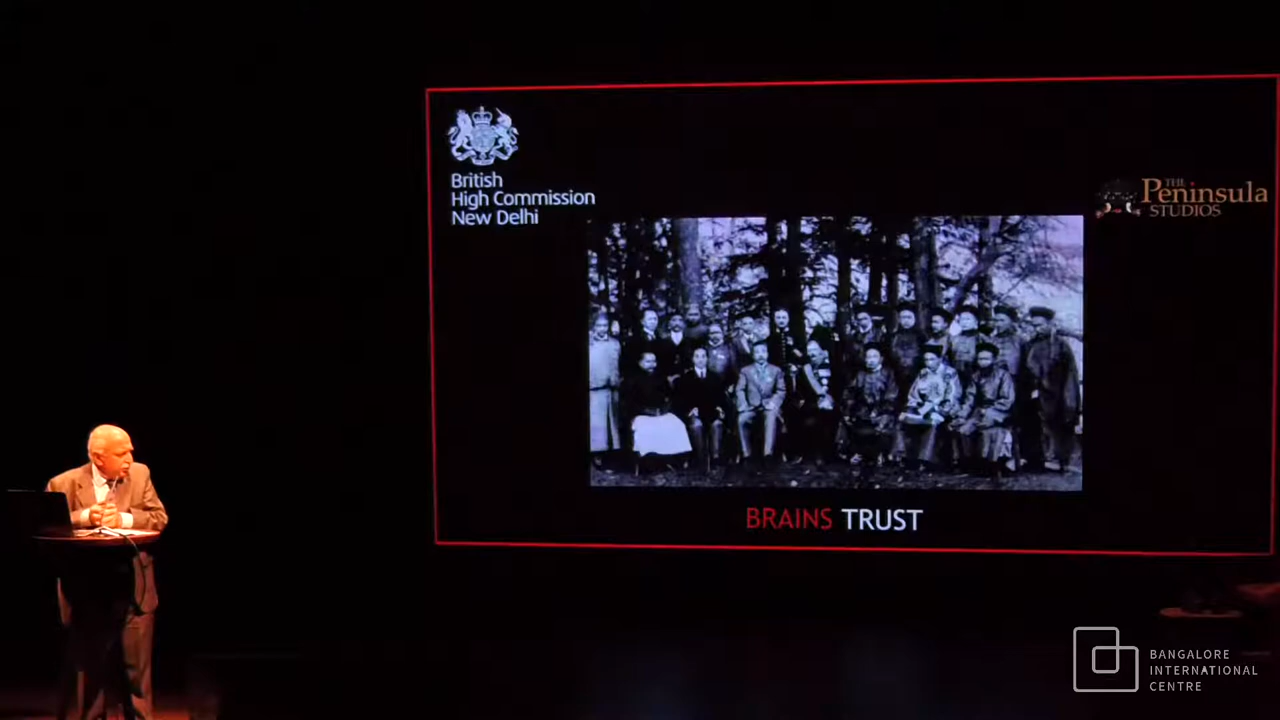 British
High Commission
New Delhi
THE
Peninsula
STUDIOS
BRAINS TRUST
BANGALORE
INTERNATIONAL
CENTRE